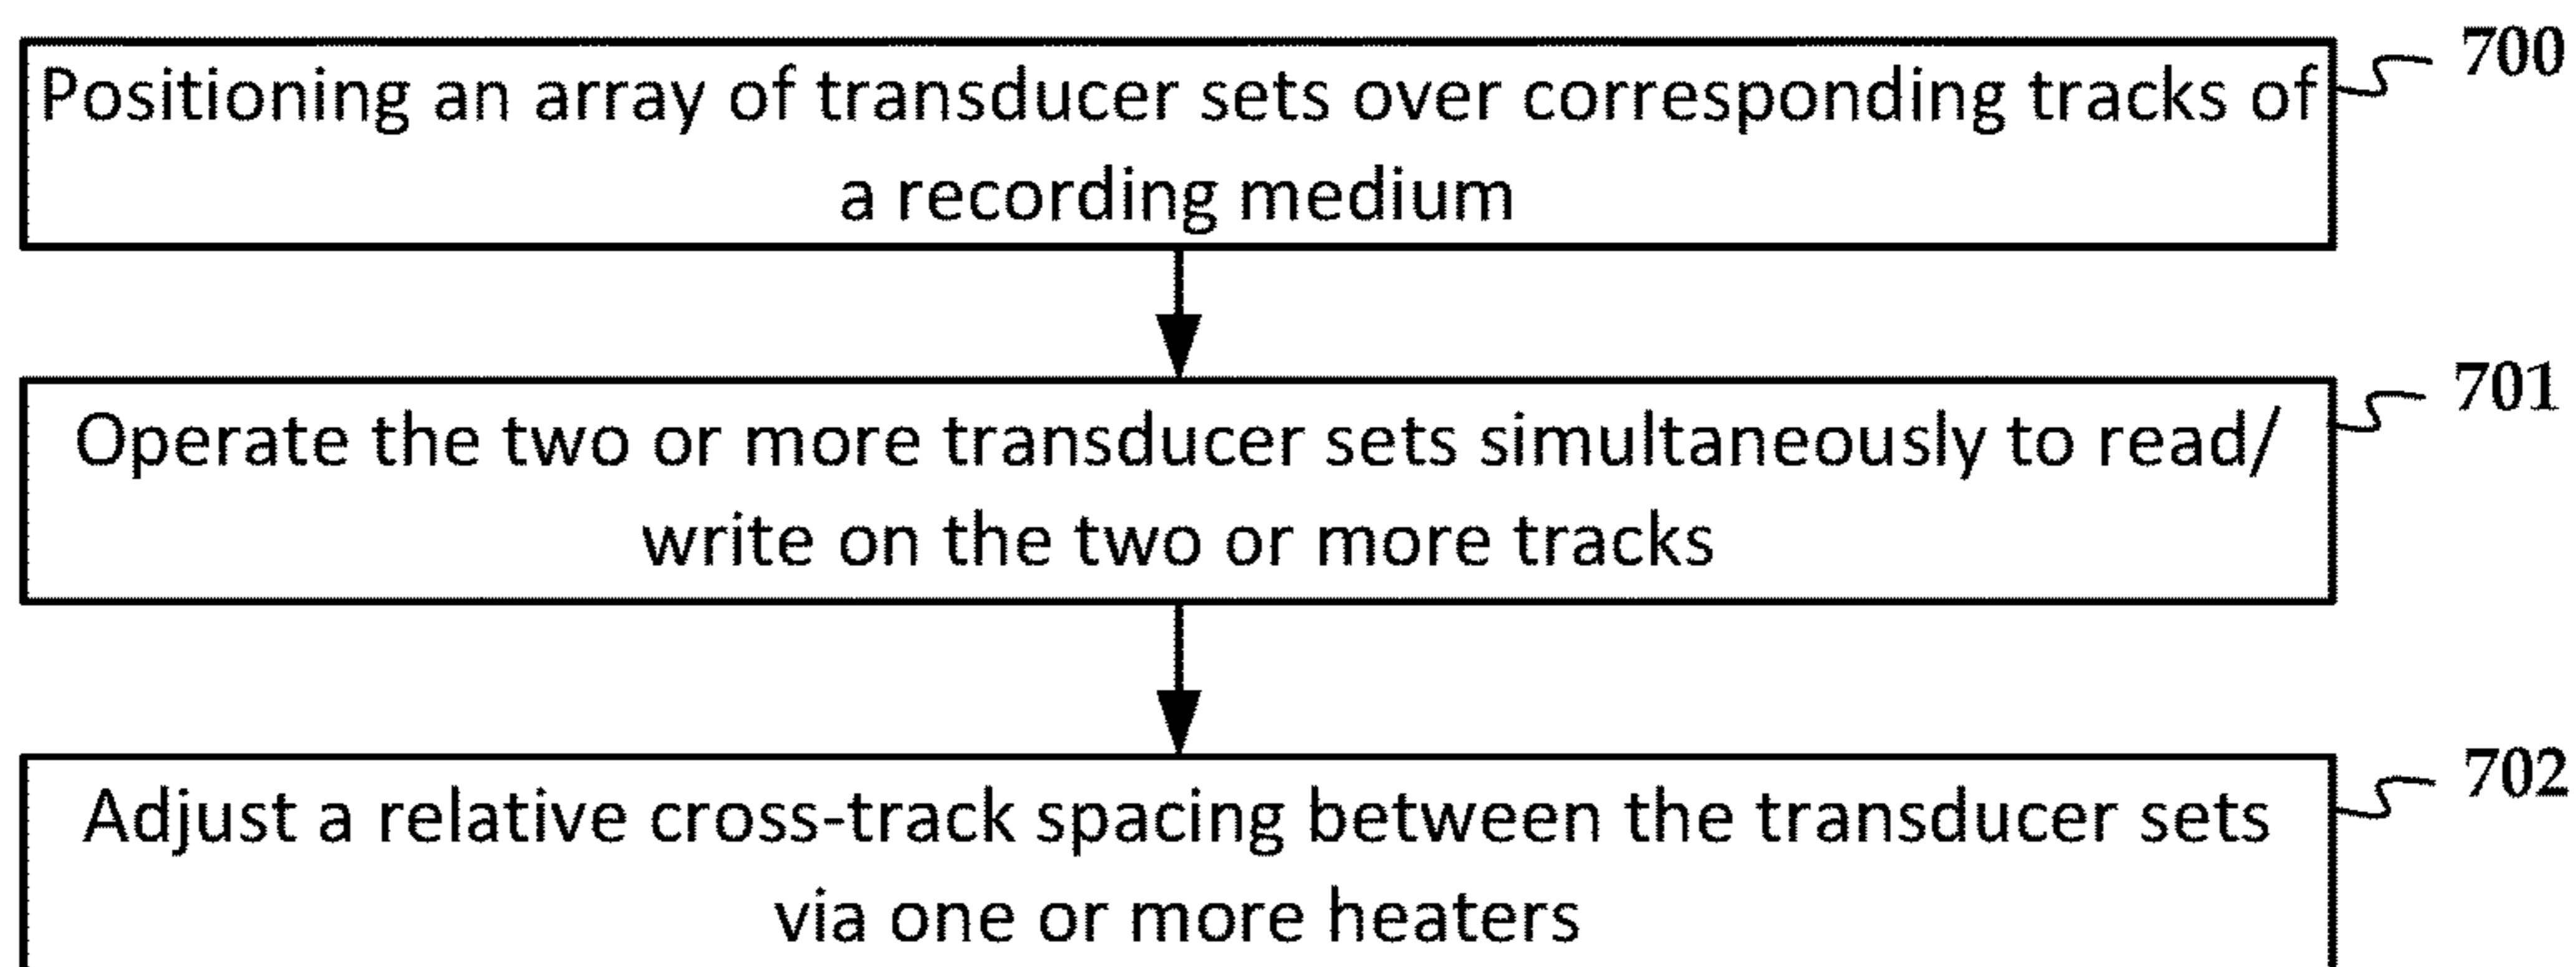 Positioning an array of transducer sets over corresponding tracks of
a recording medium
700
Operate the two or more transducer sets simultaneously to read/
write on the two or more tracks
701
Adjust a relative cross-track spacing between the transducer sets
via one or more heaters
702